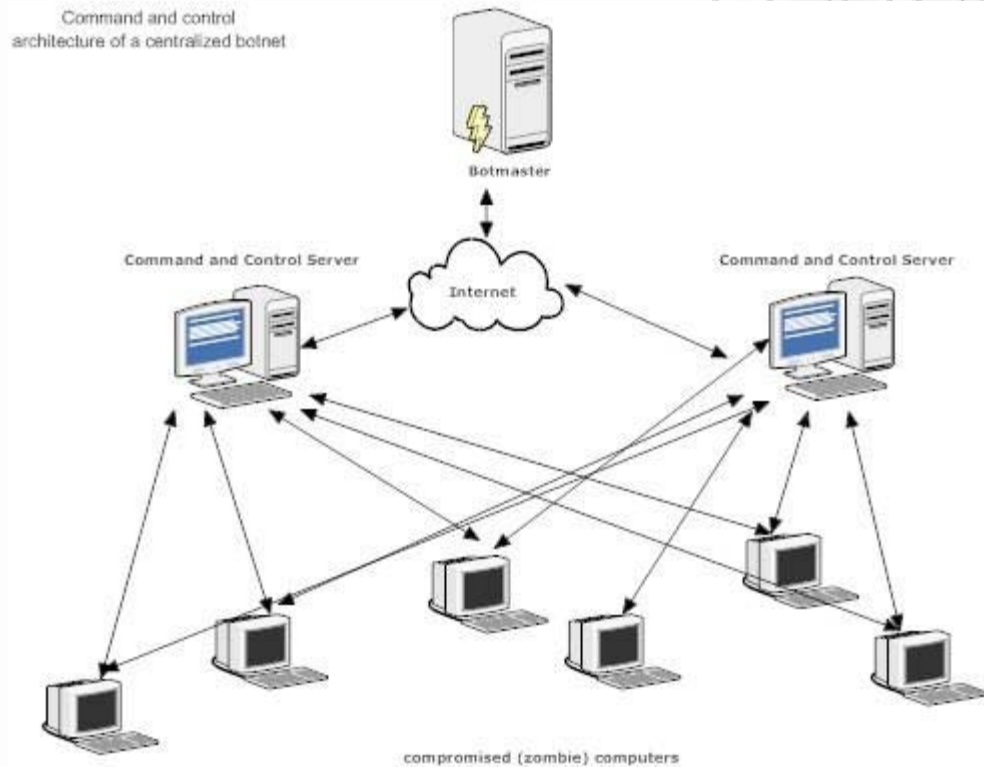 Command and control
architecture of a centralized botnet
Botmaster
Command and Control Server
Internet
Command and Control Server
compromised (zombie) computers